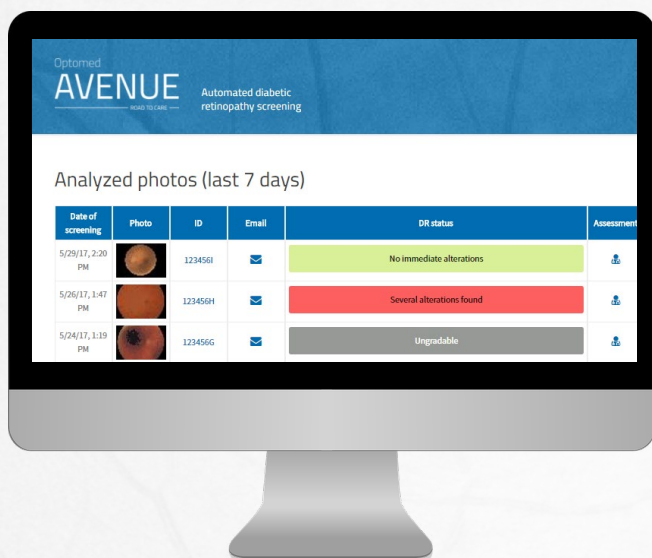 Optomed
AVENUE
ROAD TO CARE
Automated diabetic
retinopathy screening
Analyzed photos (last 7 days)
Date of
screening
Photo
ID
Email
DR status
Assessment
5/29/17, 2:20
PM
123456I
No immediate alterations
5/26/17, 1:47
PM
123456H
Several alterations found
5/24/17, 1:19
PM
123456G
Ungradable